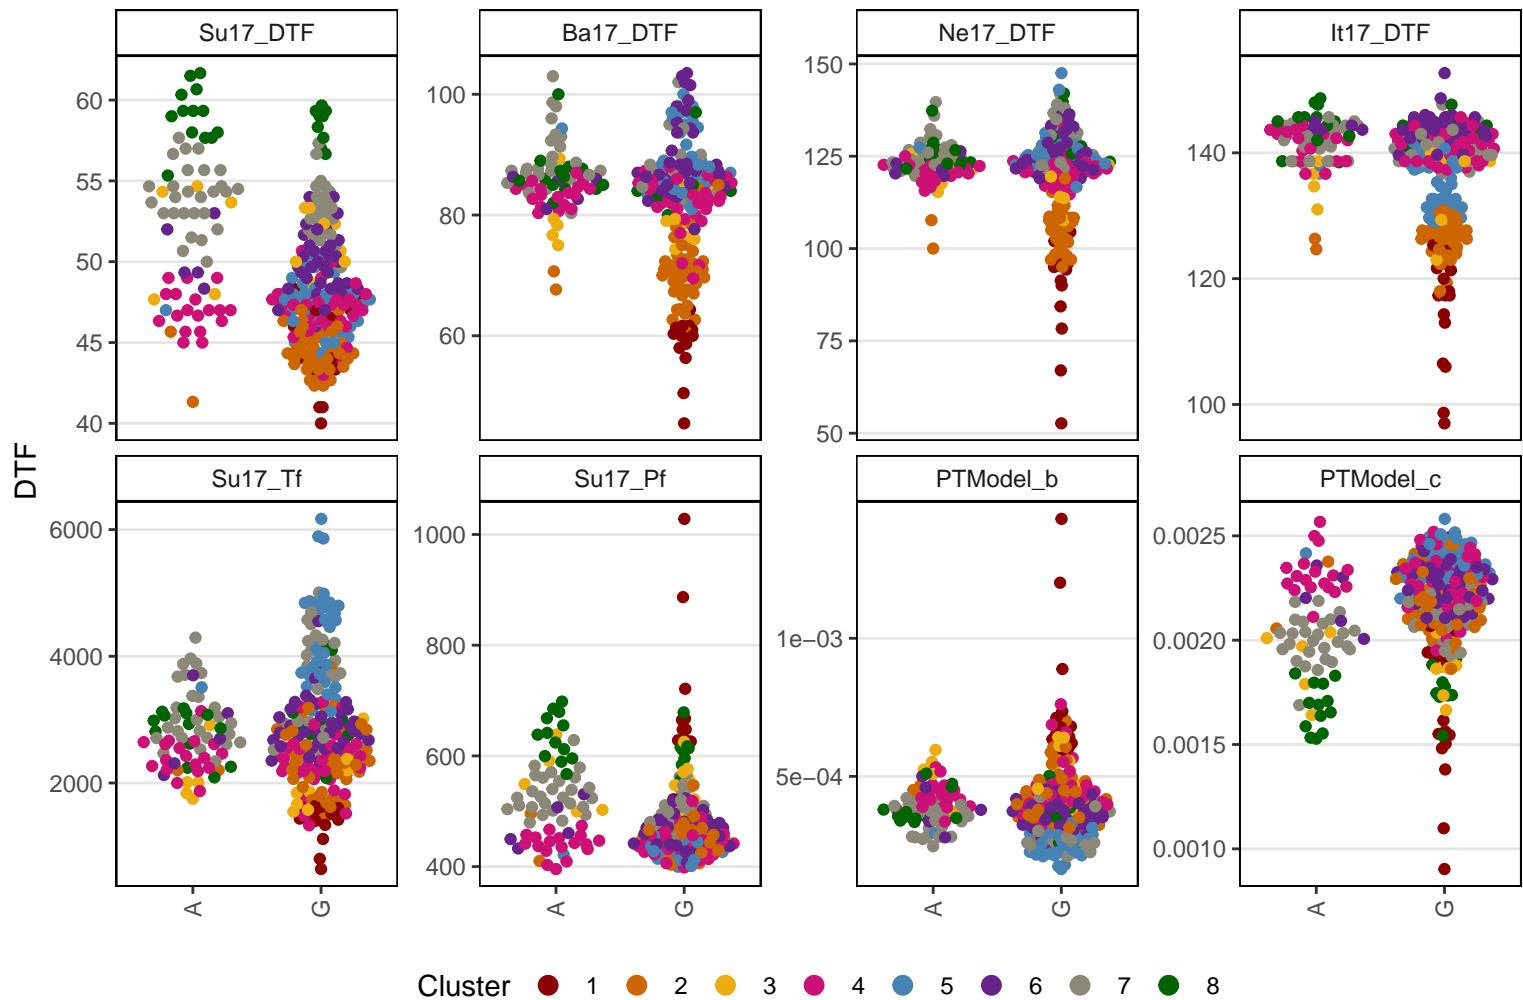 Su17_DTF
Ba17_DTF
Ne17_DTF
It17_DTF
60
55
50
45
40
100
80
60
150
125
100
75
50
140
120
100
DTF
Su17_Tf
Su17_Pf
PTModel_b
PTModel_c
6000
4000
2000
1000
800
600
400
1e−03
5e−04
0.0025
0.0020
0.0015
0.0010
A
G
A
G
A
G
A
G
Cluster 1 2 3 4 5 6 7 8